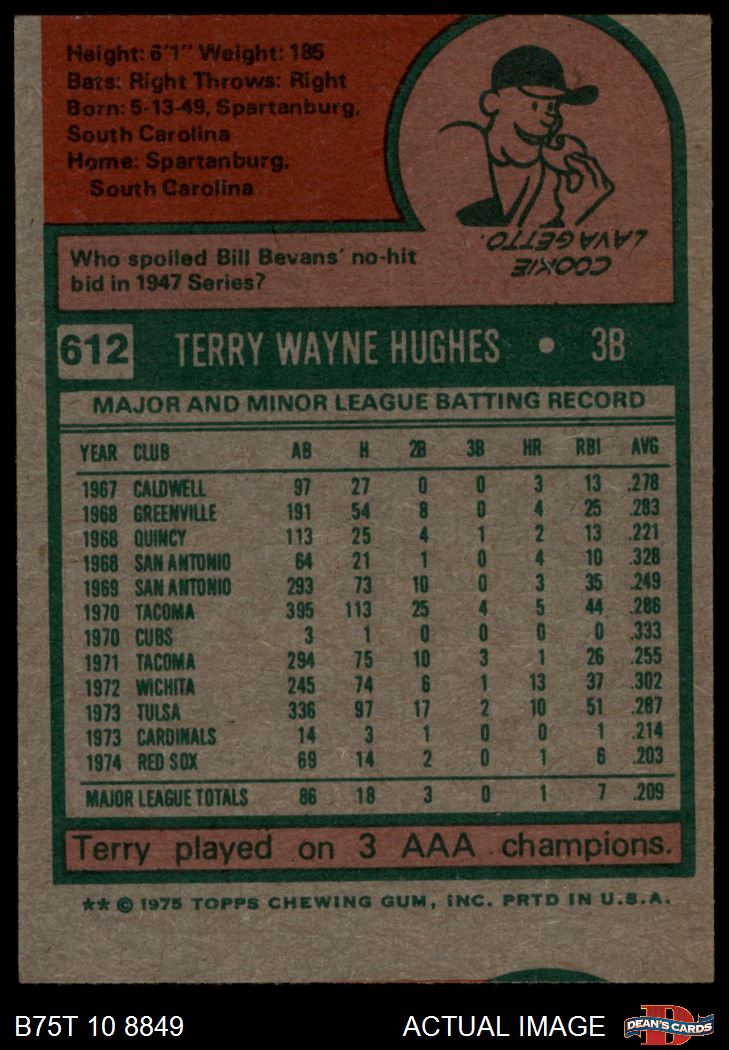 Height: 6'1" Weight: 185
Bats: Right Throws: Right
Born: 5-13-49, Spartanburg,
South Carolina
Home: Spartanburg,
South Carolina
COOKIE
LAVAGETTO.
Who spoiled Bill Bevans' no-hit
bid in 1947 Series?
612 TERRY WAYNE HUGHES • 3B
MAJOR AND MINOR LEAGUE BATTING RECORD
YEAR CLUB AB H 2B 3B HR RBI AVG
1967 CALDWELL 97 27 0 0 3 13 .278
1968 GREENVILLE 191 54 8 0 4 25 .283
1968 QUINCY 113 25 4 1 2 13 .221
1968 SAN ANTONIO 64 21 1 0 4 10 .328
1969 SAN ANTONIO 293 73 10 0 3 35 .249
1970 TACOMA 395 113 25 4 5 44 .286
1970 CUBS 3 1 0 0 0 0 .333
1971 TACOMA 294 75 10 3 1 26 .255
1972 WICHITA 245 74 6 1 13 37 .302
1973 TULSA 336 97 17 2 10 51 .287
1973 CARDINALS 14 3 1 0 0 1 .214
1974 RED SOX 69 14 2 0 1 6 .203
MAJOR LEAGUE TOTALS 86 18 3 0 1 7 .209
Terry played on 3 AAA champions.
** © 1975 TOPPS CHEWING GUM, INC. PRTD IN U.S.A.
B75T 10 8849 ACTUAL IMAGE DEAN'S CARDS